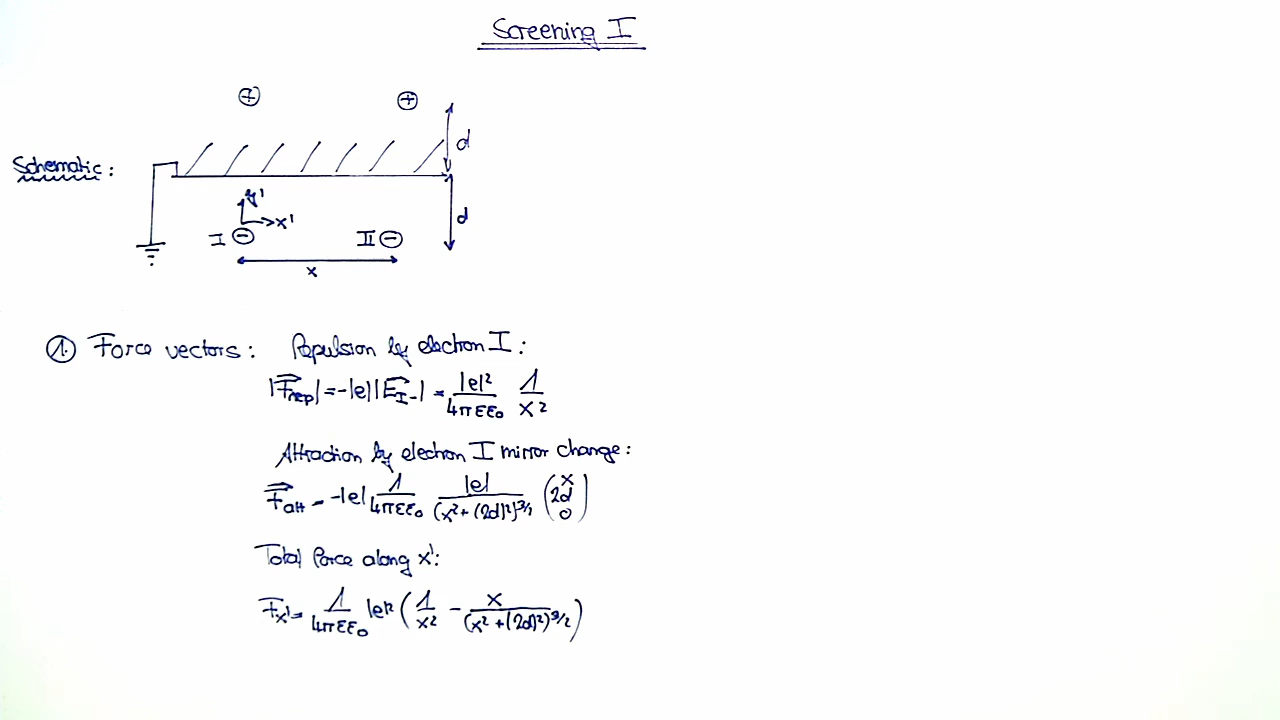 Screening I
⊕ ⊕
d
Schematic:
y'
x'
d
I ⊖ II ⊖
x
1. Force vectors: Repulsion by electron I:
|F⃗rep| = -|e| |E⃗I-| = |e|²/(4πεε₀) 1/x²
Attraction by electron I mirror change:
F⃗att = -|e| 1/(4πεε₀) |e|/(x² + (2d)²)^3/2 (x 2d 0)
Total force along x':
Fx' = 1/(4πεε₀) |e|² (1/x² - x/(x² + (2d)²)^3/2)